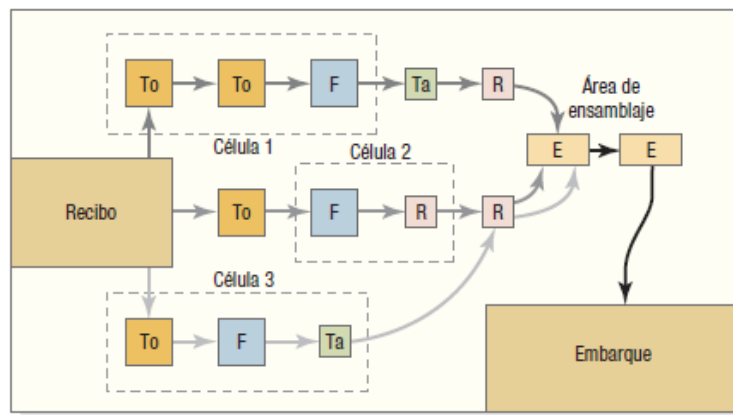 To To F Ta R
Área de
ensamblaje
Célula 1
Célula 2
E E
Recibo
To F R R
Célula 3
To F Ta
Embarque